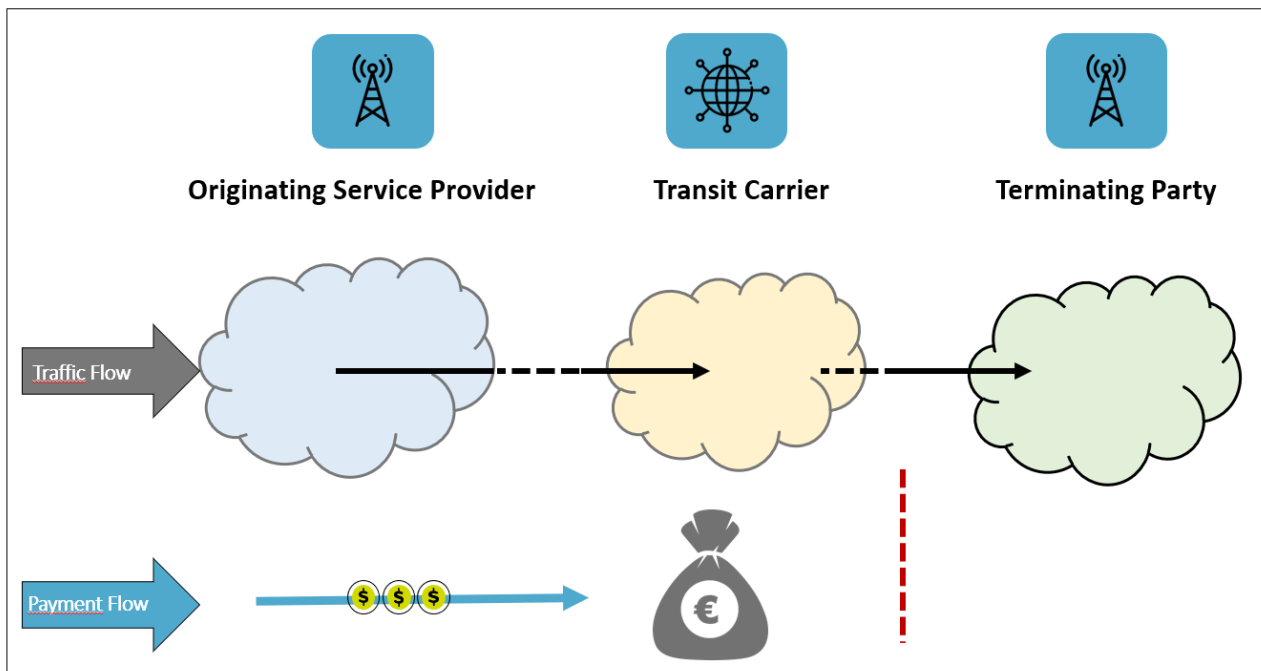 Originating Service Provider
Transit Carrier
Terminating Party
Traffic Flow
Payment Flow
$ $ $
€